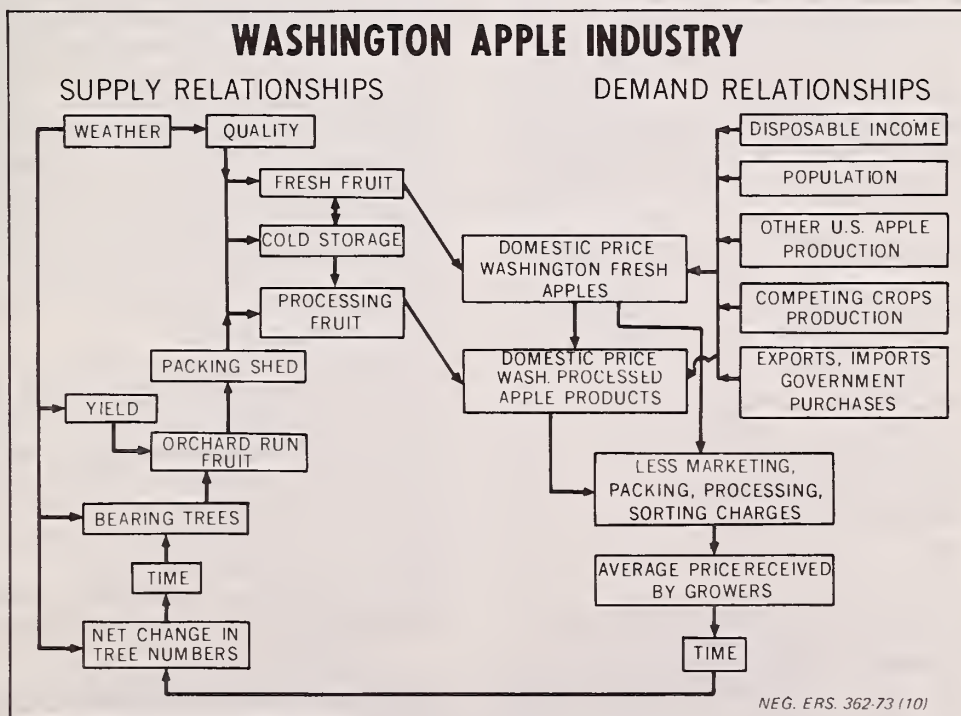 WASHINGTON APPLE INDUSTRY
SUPPLY RELATIONSHIPS
DEMAND RELATIONSHIPS
WEATHER
QUALITY
FRESH FRUIT
COLD STORAGE
PROCESSING
FRUIT
PACKING SHED
YIELD
ORCHARD RUN
FRUIT
BEARING TREES
TIME
NET CHANGE IN
TREE NUMBERS
DOMESTIC PRICE
WASHINGTON FRESH
APPLES
DOMESTIC PRICE
WASH. PROCESSED
APPLE PRODUCTS
DISPOSABLE INCOME
POPULATION
OTHER U.S. APPLE
PRODUCTION
COMPETING CROPS
PRODUCTION
EXPORTS, IMPORTS
GOVERNMENT
PURCHASES
LESS MARKETING,
PACKING, PROCESSING,
SORTING CHARGES
AVERAGE PRICE RECEIVED
BY GROWERS
TIME
NEG. ERS. 362-73 (10)